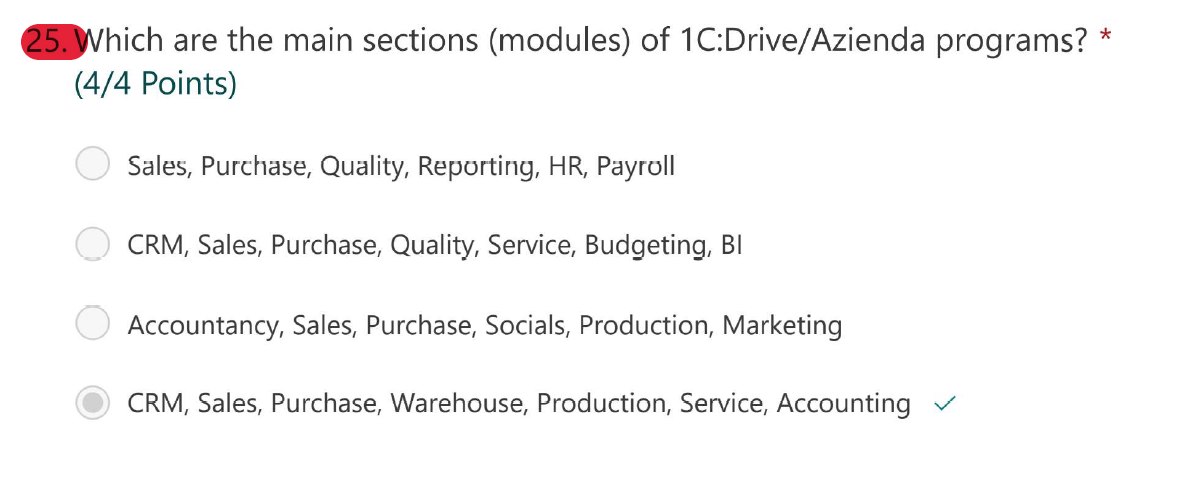 25. Which are the main sections (modules) of 1C:Drive/Azienda programs? *
(4/4 Points)
Sales, Purchase, Quality, Reporting, HR, Payroll
CRM, Sales, Purchase, Quality, Service, Budgeting, BI
Accountancy, Sales, Purchase, Socials, Production, Marketing
CRM, Sales, Purchase, Warehouse, Production, Service, Accounting